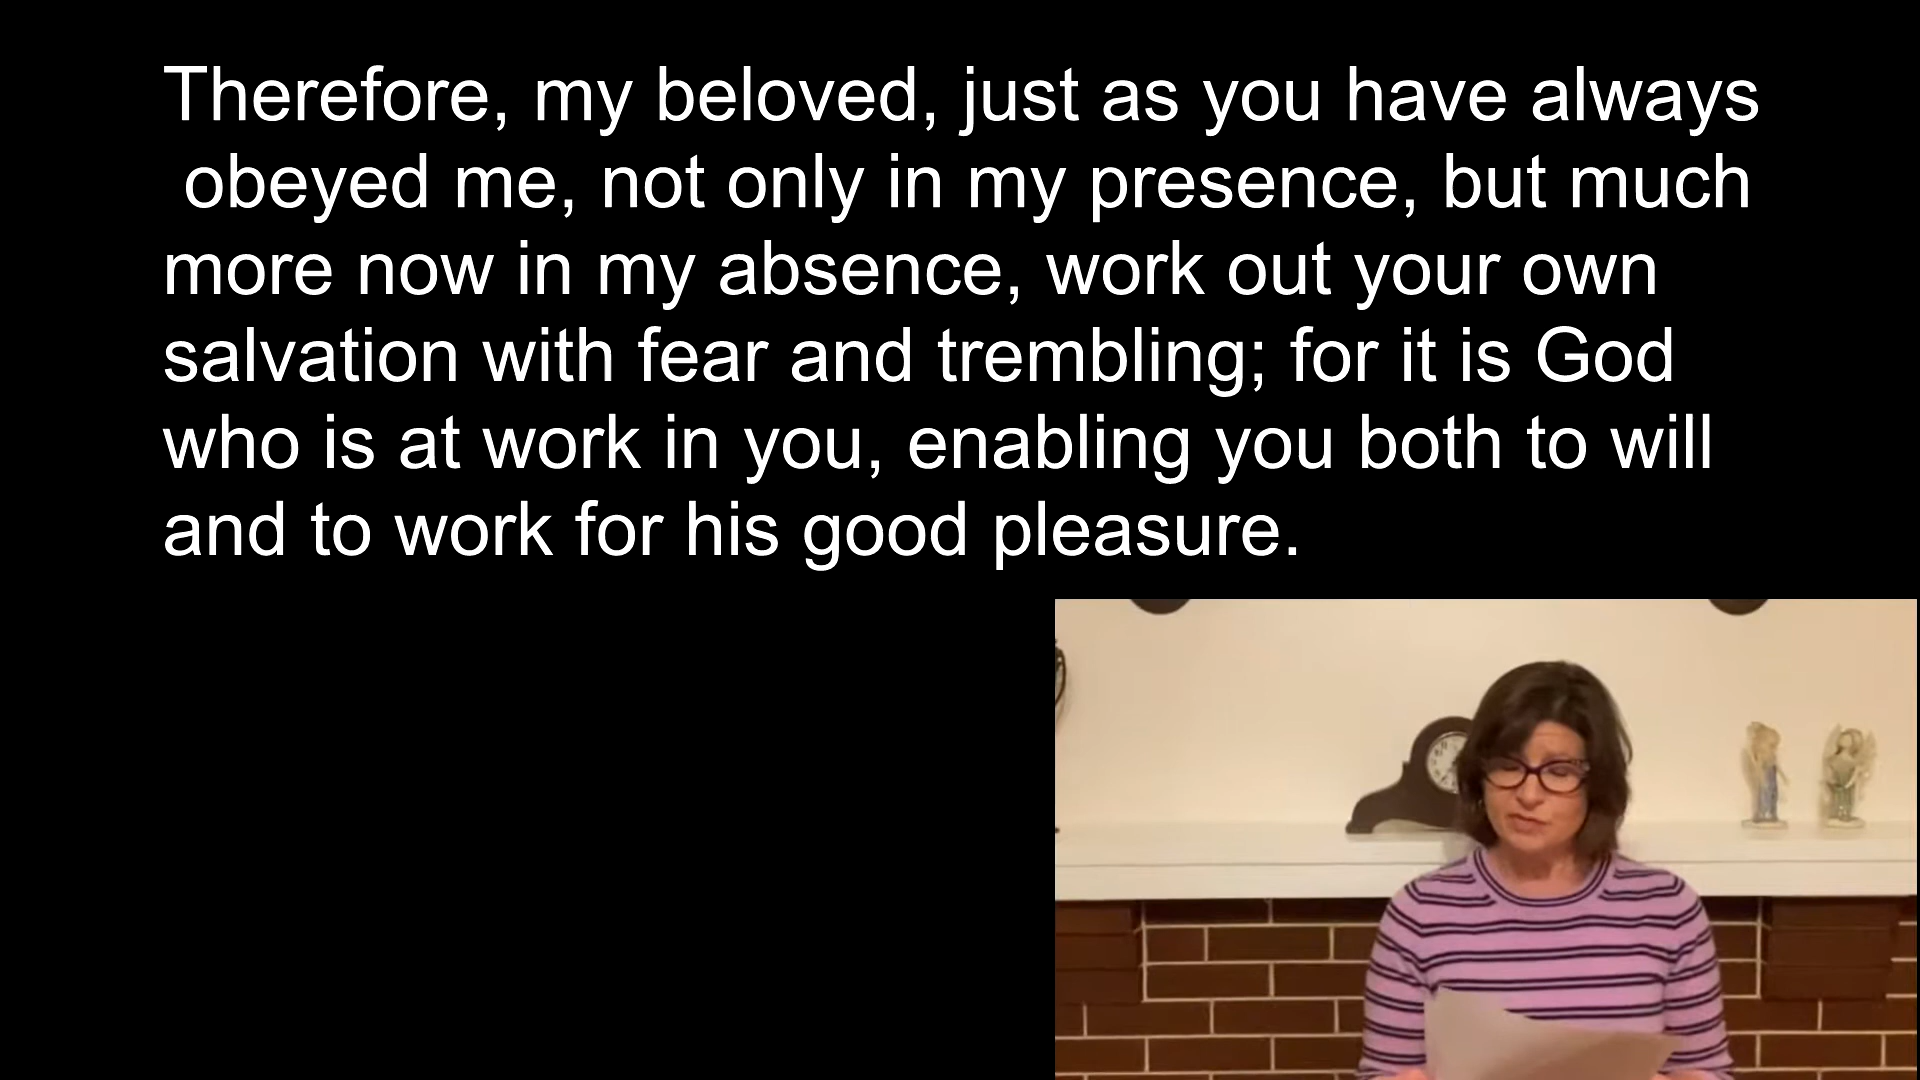 Therefore, my beloved, just as you have always
obeyed me, not only in my presence, but much
more now in my absence, work out your own
salvation with fear and trembling; for it is God
who is at work in you, enabling you both to will
and to work for his good pleasure.